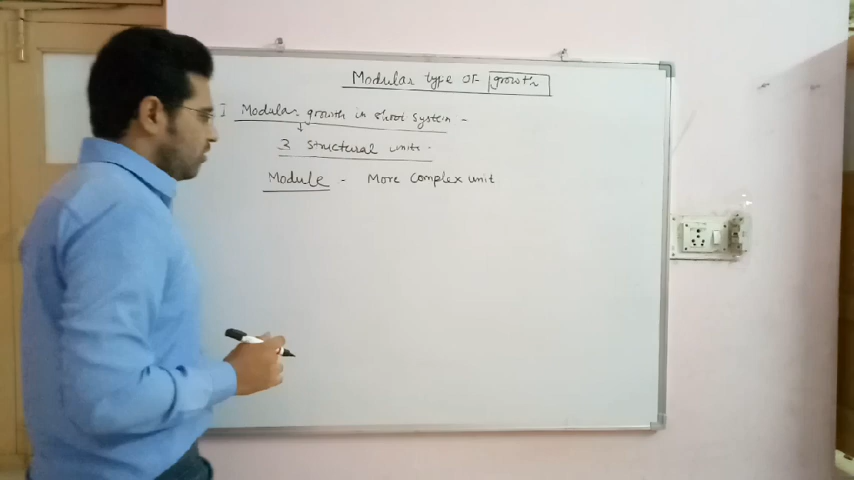 Modular type of growth
I Modular growth in shoot system -
3 structural units.
Module - More complex unit